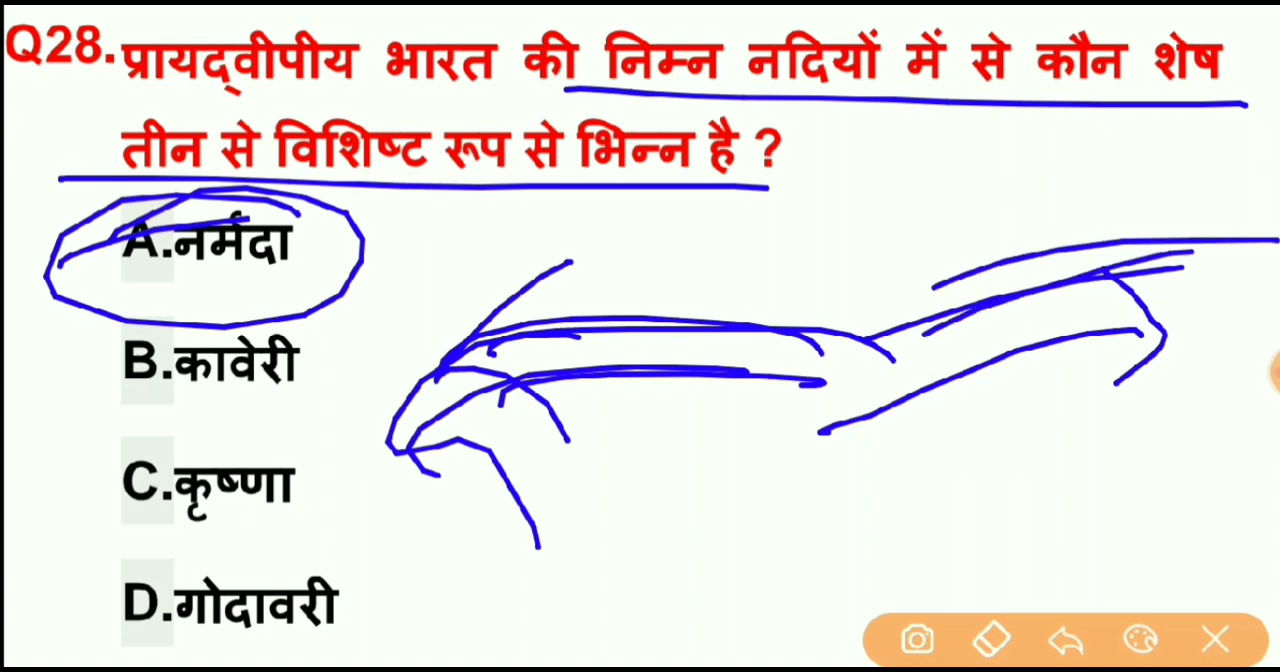 Q28. प्रायद्वीपीय भारत की निम्न नदियों में से कौन शेष
तीन से विशिष्ट रूप से भिन्न है ?
A.नर्मदा
B.कावेरी
C.कृष्णा
D.गोदावरी